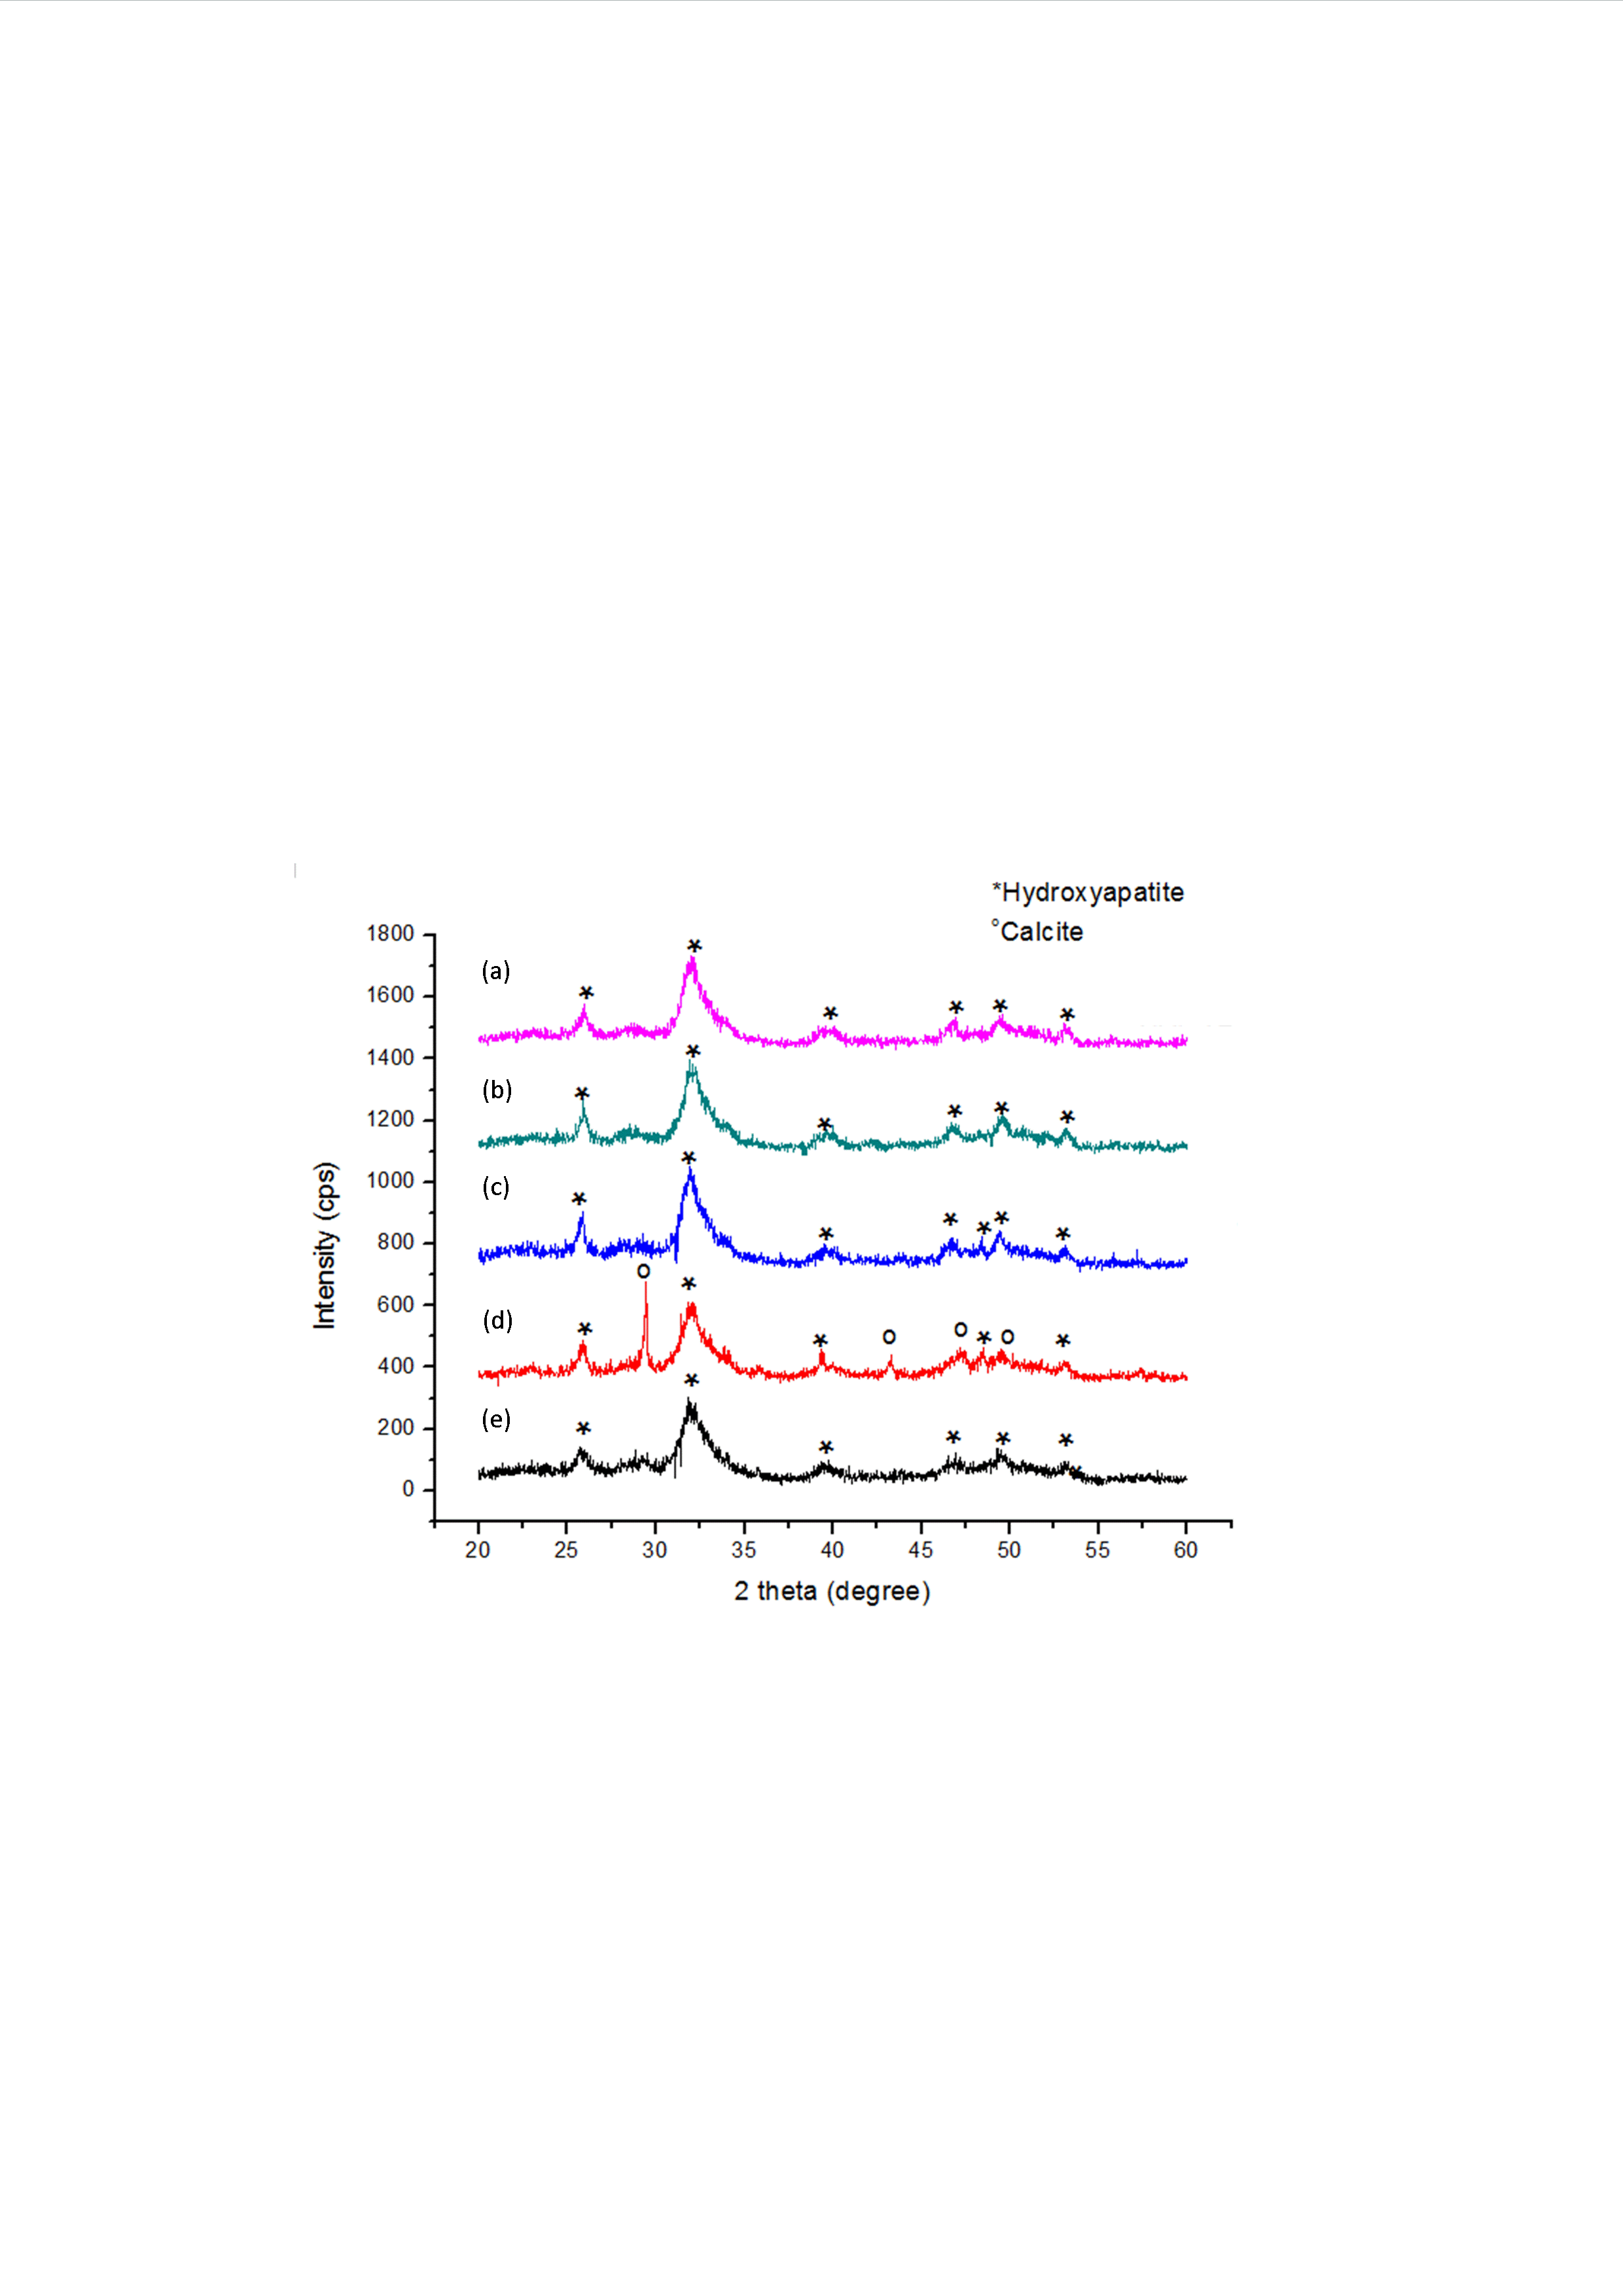 *Hydroxyapatite
°Calcite
1800
1600
1400
1200
1000
800
600
400
200
0
Intensity (cps)
(a)
* * * * * *
(b)
* * * * * *
(c)
* * * * * * *
(d)
* o * * o o * o *
(e)
* * * * * *
20 25 30 35 40 45 50 55 60
2 theta (degree)